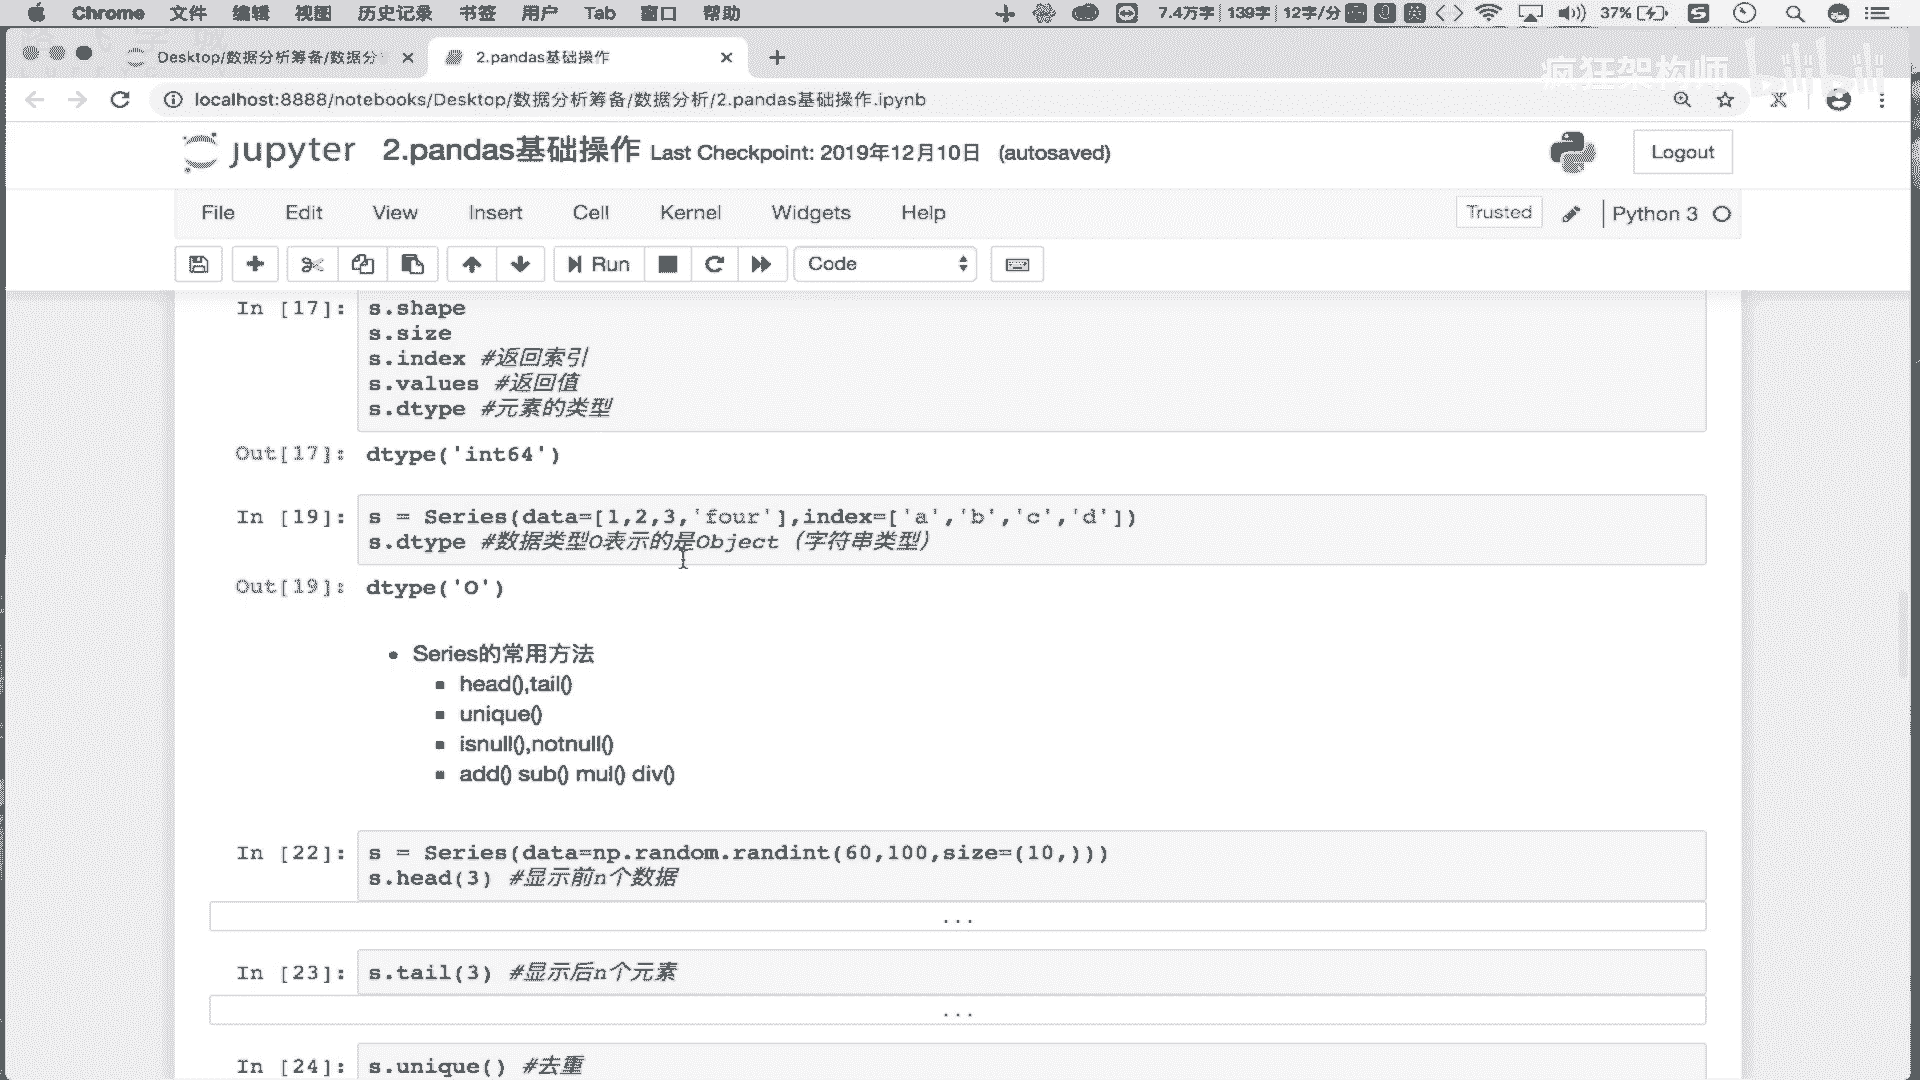 Chrome 文件 编辑 视图 历史记录 书签 用户 Tab 窗口 帮助 7.4万字 139字 12字/分 英 37%
Desktop/数据分析筹备/数据分
2.pandas基础操作
疯狂架构师 bilibili
localhost:8888/notebooks/Desktop/数据分析筹备/数据分析/2.pandas基础操作.ipynb
jupyter 2.pandas基础操作 Last Checkpoint: 2019年12月10日 (autosaved) Logout
File Edit View Insert Cell Kernel Widgets Help Trusted Python 3
Run Code
In [17]: s.shape
s.size
s.index #返回索引
s.values #返回值
s.dtype #元素的类型
Out[17]: dtype('int64')
In [19]: s = Series(data=[1,2,3,'four'],index=['a','b','c','d'])
s.dtype #数据类型O表示的是Object（字符串类型）
Out[19]: dtype('O')
Series的常用方法
head(),tail()
unique()
isnull(),notnull()
add() sub() mul() div()
In [22]: s = Series(data=np.random.randint(60,100,size=(10,)))
s.head(3) #显示前n个数据
...
In [23]: s.tail(3) #显示后n个元素
...
In [24]: s.unique() #去重